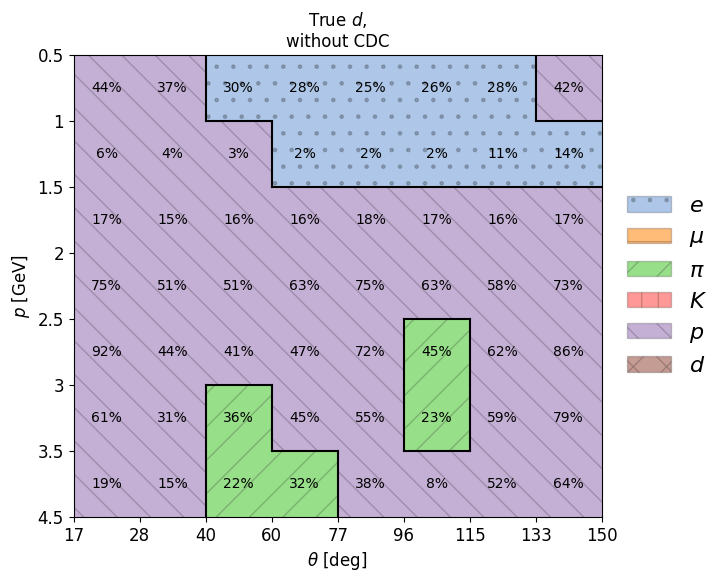 True d,
without CDC
0.5
44% 37% 30% 28% 25% 26% 28% 42%
1
6% 4% 3% 2% 2% 2% 11% 14%
1.5
17% 15% 16% 16% 18% 17% 16% 17%
2
75% 51% 51% 63% 75% 63% 58% 73%
2.5
92% 44% 41% 47% 72% 45% 62% 86%
3
61% 31% 36% 45% 55% 23% 59% 79%
3.5
19% 15% 22% 32% 38% 8% 52% 64%
4.5
17 28 40 60 77 96 115 133 150
θ [deg]
p [GeV]
e
μ
π
K
p
d